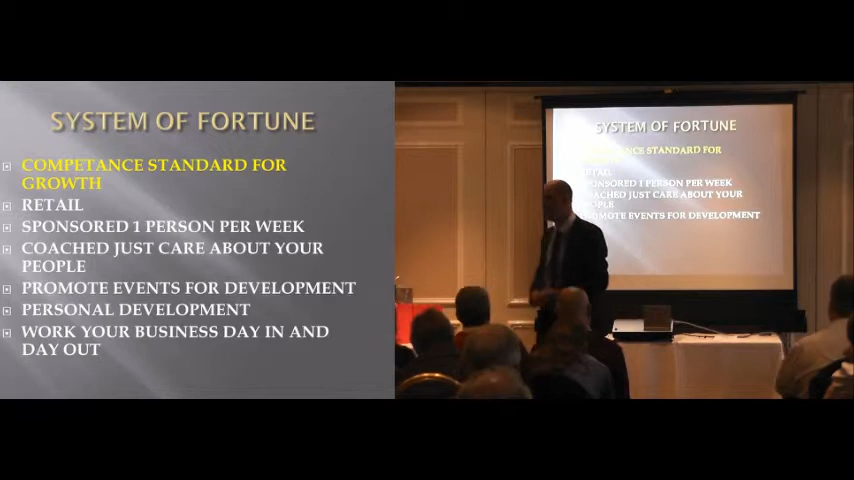 SYSTEM OF FORTUNE
COMPETANCE STANDARD FOR
GROWTH
RETAIL
SPONSORED 1 PERSON PER WEEK
COACHED JUST CARE ABOUT YOUR
PEOPLE
PROMOTE EVENTS FOR DEVELOPMENT
PERSONAL DEVELOPMENT
WORK YOUR BUSINESS DAY IN AND
DAY OUT
SYSTEM OF FORTUNE
STANDARD FOR
1 PERSON PER WEEK
JUST CARE ABOUT YOUR
EVENTS FOR DEVELOPMENT